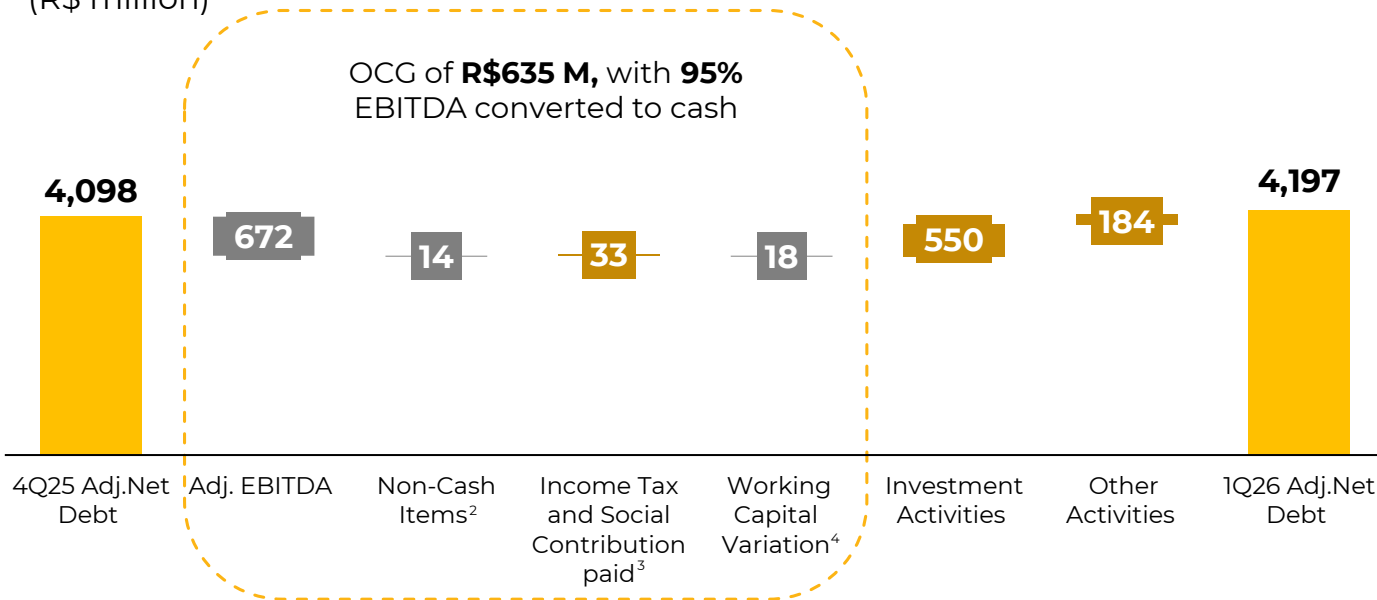 (R$ million)
OCG of R$635 M, with 95%
EBITDA converted to cash
4,098
672
14
33
18
550
184
4,197
4Q25 Adj.Net
Debt
Adj. EBITDA
Non-Cash
Items²
Income Tax
and Social
Contribution
paid³
Working
Capital
Variation⁴
Investment
Activities
Other
Activities
1Q26 Adj.Net
Debt